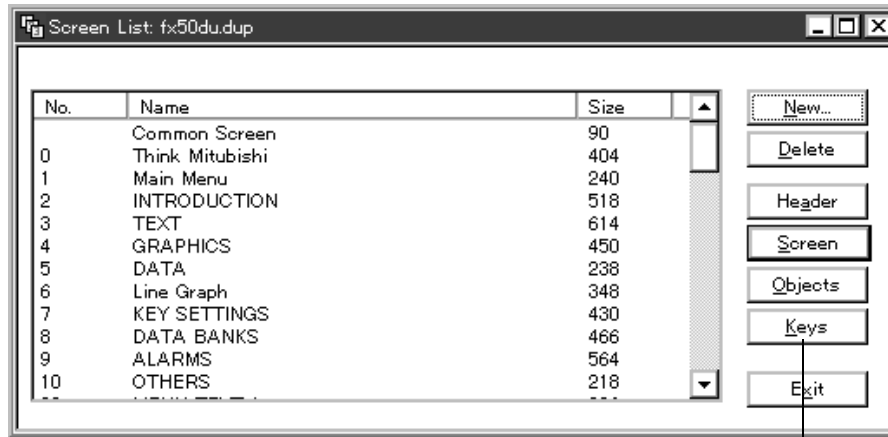 Screen List: fx50du.dup
No. Name Size
Common Screen 90
0 Think Mitubishi 404
1 Main Menu 240
2 INTRODUCTION 518
3 TEXT 614
4 GRAPHICS 450
5 DATA 238
6 Line Graph 348
7 KEY SETTINGS 430
8 DATA BANKS 466
9 ALARMS 564
10 OTHERS 218
New...
Delete
Header
Screen
Objects
Keys
Exit